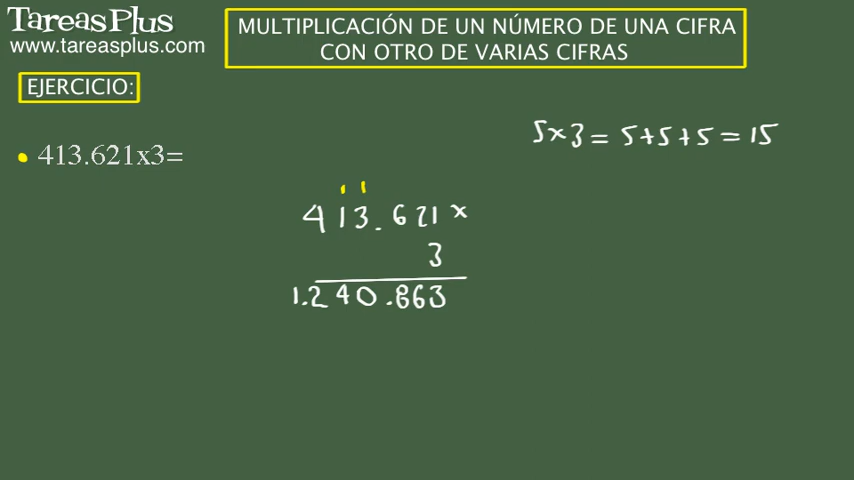 TareasPlus
www.tareasplus.com
MULTIPLICACIÓN DE UN NÚMERO DE UNA CIFRA
CON OTRO DE VARIAS CIFRAS
EJERCICIO:
5x3 = 5+5+5 = 15
• 413.621x3=
1 1
413.621 x
3
1.240.863